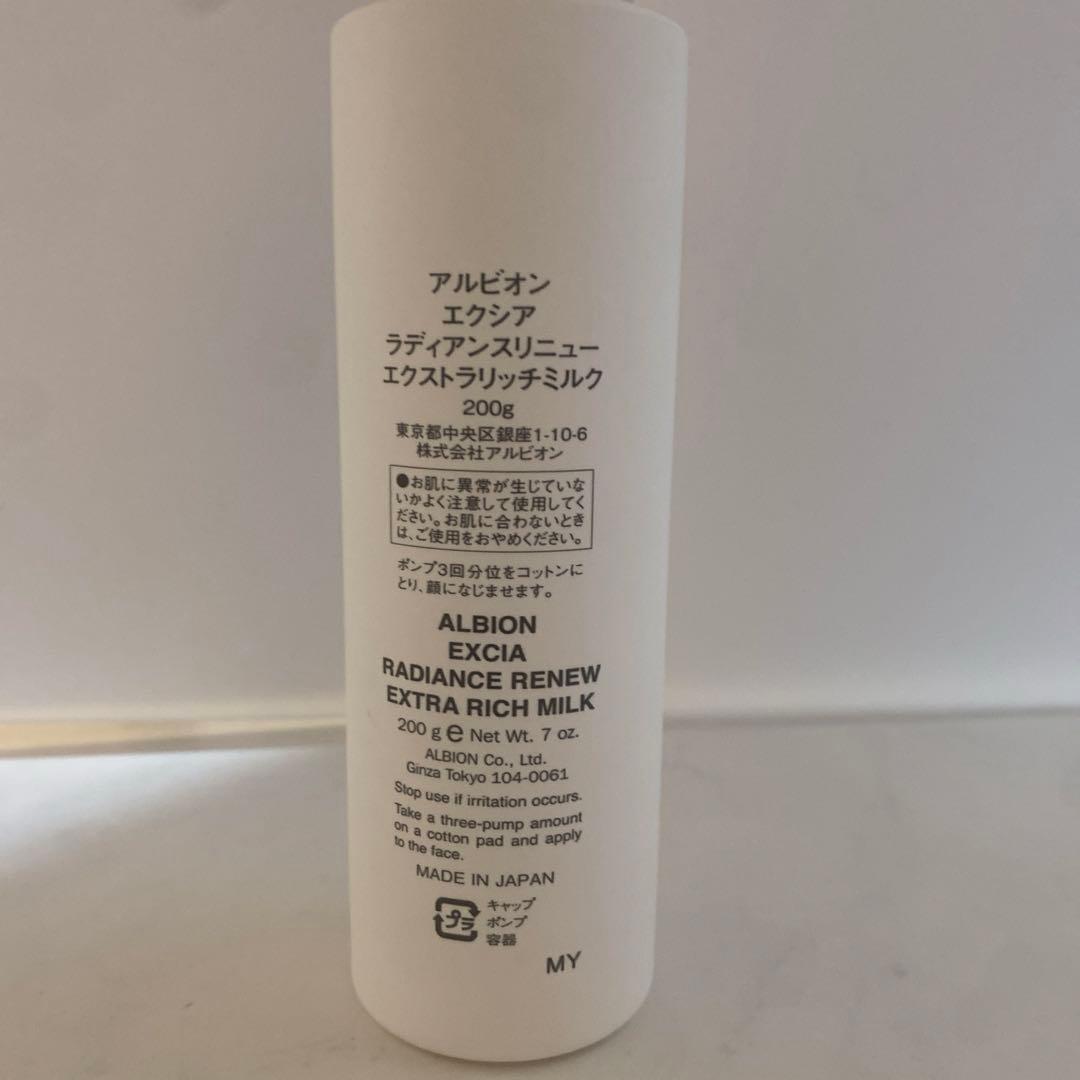 アルビオン
エクシア
ラディアンスリニュー
エクストラリッチミルク
200g
東京都中央区銀座1-10-6
株式会社アルビオン
●お肌に異常が生じていな
いかよく注意して使用してく
ださい。お肌に合わないとき
は、ご使用をおやめください。
ポンプ3回分位をコットンに
とり、顔になじませます。
ALBION
EXCIA
RADIANCE RENEW
EXTRA RICH MILK
200 g ℮ Net Wt. 7 oz.
ALBION Co., Ltd.
Ginza Tokyo 104-0061
Stop use if irritation occurs.
Take a three-pump amount
on a cotton pad and apply
to the face.
MADE IN JAPAN
プラ キャップ
ポンプ
容器
MY